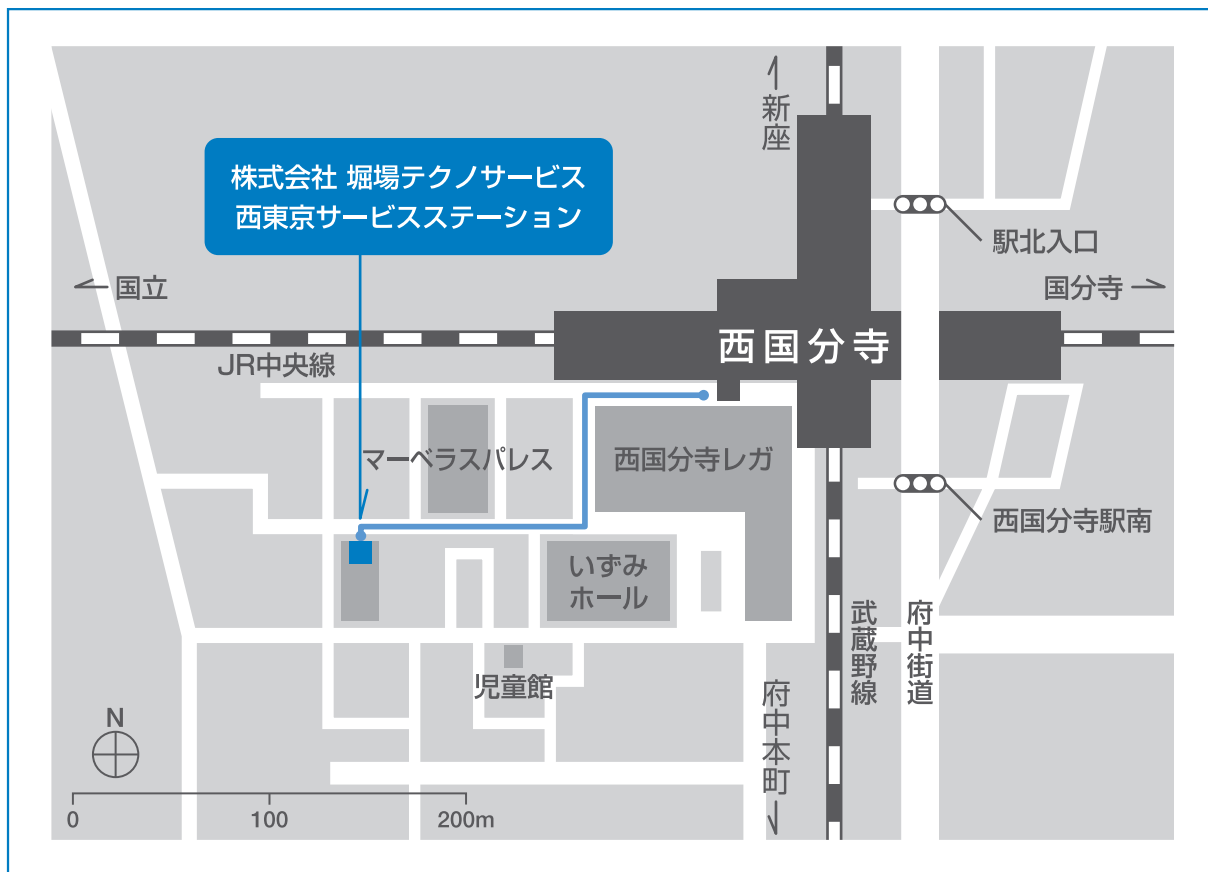 新座
株式会社 堀場テクノサービス
西東京サービスステーション
駅北入口
国立
国分寺
西国分寺
JR中央線
マーベラスパレス
西国分寺レガ
西国分寺駅南
いずみ
ホール
武蔵野線
府中街道
児童館
府中本町
N
0
100
200m